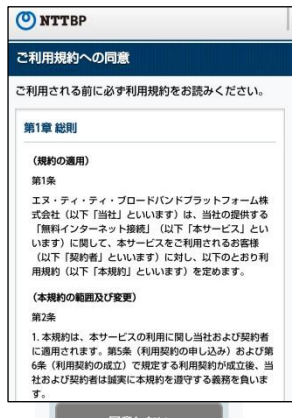 NTTBP
ご利用規約への同意
ご利用される前に必ず利用規約をお読みください。
第1章 総則
(規約の適用)
第1条
エヌ・ティ・ティ・ブロードバンドプラットフォーム株
式会社(以下「当社」といいます)は、当社の提供する
「無料インターネット接続」(以下「本サービス」とい
います)に関して、本サービスをご利用されるお客様
(以下「契約者」といいます)に対し、以下のとおり利
用規約(以下「本規約」といいます)を定めます。
(本規約の範囲及び変更)
第2条
1. 本規約は、本サービスの利用に関し当社および契約者
に適用されます。第5条(利用契約の申し込み)および第
6条(利用契約の成立)で規定する利用契約が成立後、当
社および契約者は誠実に本規約を遵守する義務を負いま
す。